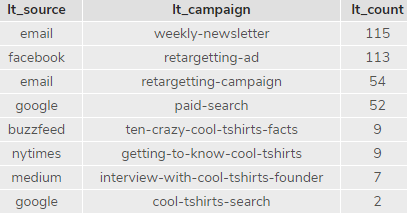 lt_source lt_campaign lt_count
email weekly-newsletter 115
facebook retargetting-ad 113
email retargetting-campaign 54
google paid-search 52
buzzfeed ten-crazy-cool-tshirts-facts 9
nytimes getting-to-know-cool-tshirts 9
medium interview-with-cool-tshirts-founder 7
google cool-tshirts-search 2